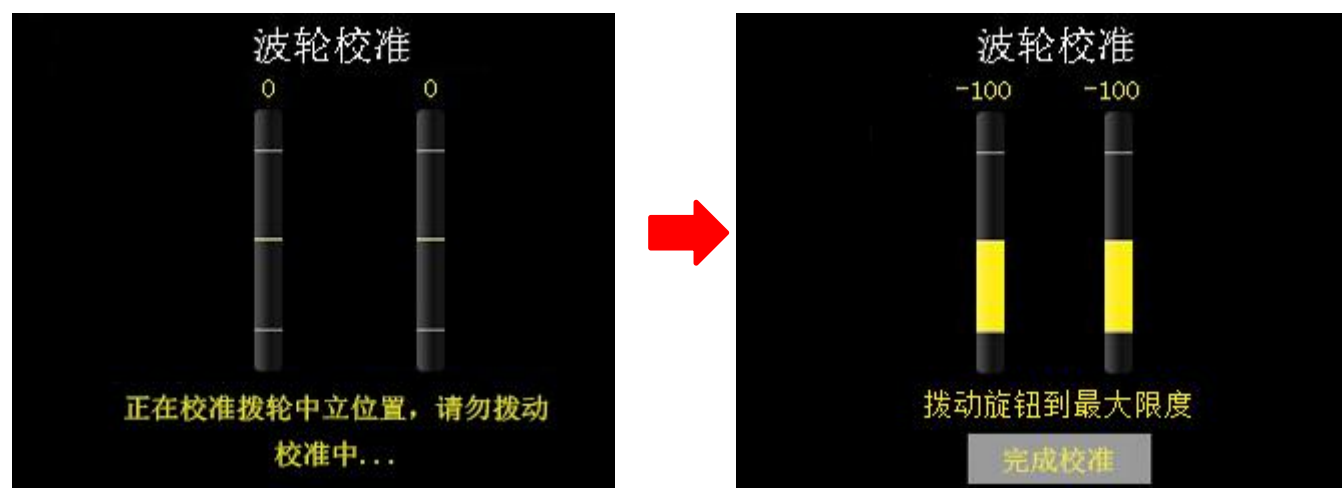 波轮校准
0 0
正在校准拨轮中立位置，请勿拨动
校准中...
波轮校准
-100 -100
拨动旋钮到最大限度
完成校准